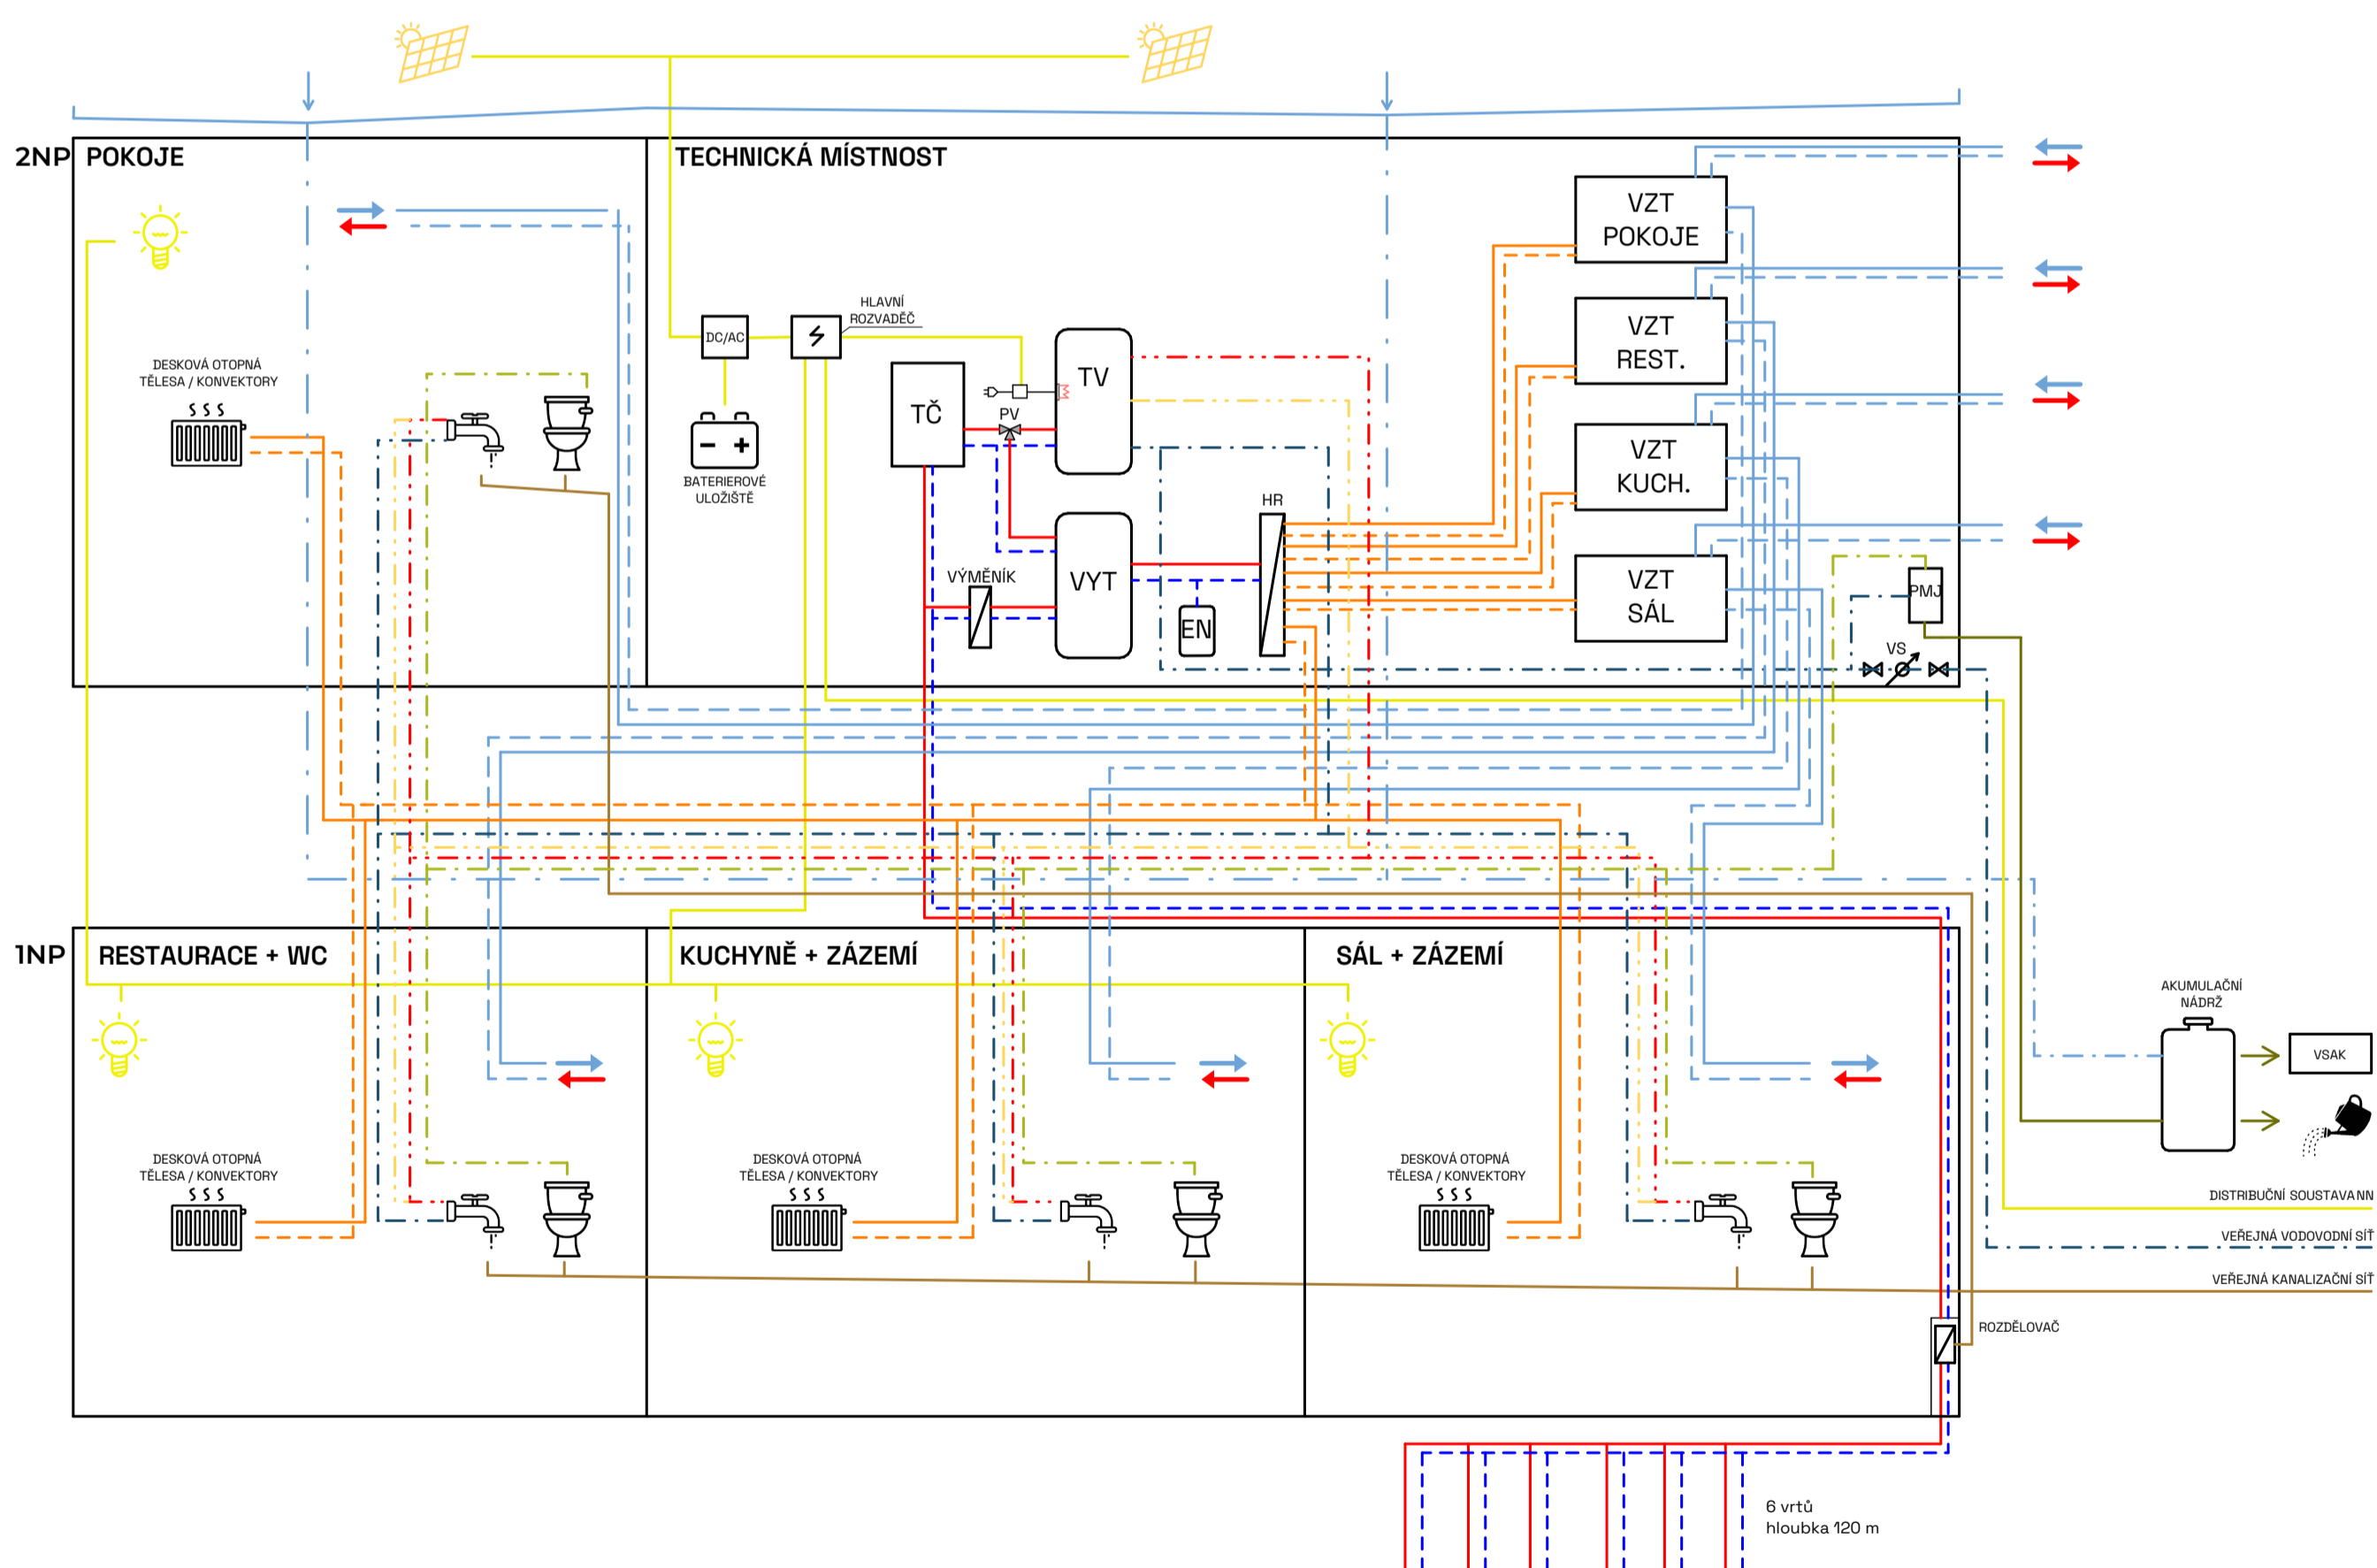 2NP
POKOJE
TECHNICKÁ MÍSTNOST
VZT
POKOJE
VZT
REST.
VZT
KUCH.
VZT
SÁL
HLAVNÍ
ROZVADĚČ
DC/AC
BATERIEROVÉ
ULOŽIŠTĚ
DESKOVÁ OTOPNÁ
TĚLESA / KONVEKTORY
TČ
PV
TV
VYT
VÝMĚNÍK
EN
HR
PMJ
VS
1NP
RESTAURACE + WC
KUCHYNĚ + ZÁZEMÍ
SÁL + ZÁZEMÍ
DESKOVÁ OTOPNÁ
TĚLESA / KONVEKTORY
DESKOVÁ OTOPNÁ
TĚLESA / KONVEKTORY
DESKOVÁ OTOPNÁ
TĚLESA / KONVEKTORY
AKUMULAČNÍ
NÁDRŽ
VSAK
DISTRIBUČNÍ SOUSTAVA NN
VEŘEJNÁ VODOVODNÍ SÍŤ
VEŘEJNÁ KANALIZAČNÍ SÍŤ
ROZDĚLOVAČ
6 vrtů
hloubka 120 m